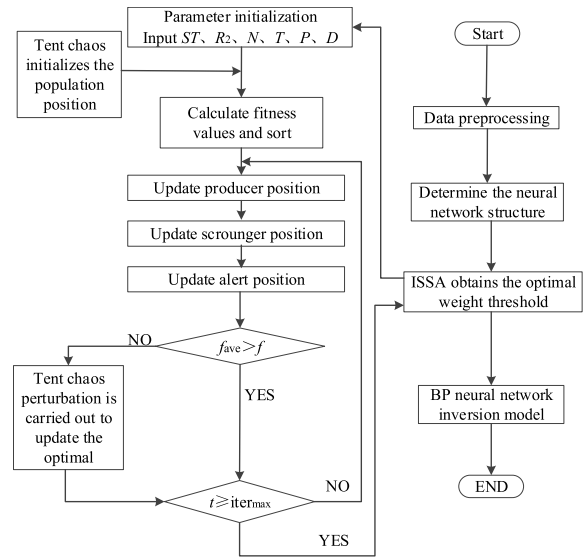 Parameter initialization
Input ST、R₂、N、T、P、D
Tent chaos
initializes the
population
position
Calculate fitness
values and sort
Update producer position
Update scrounger position
Update alert position
fave＞f
NO
YES
Tent chaos
perturbation is
carried out to
update the
optimal
t⩾itermax
NO
YES
Start
Data preprocessing
Determine the neural
network structure
ISSA obtains the optimal
weight threshold
BP neural network
inversion model
END